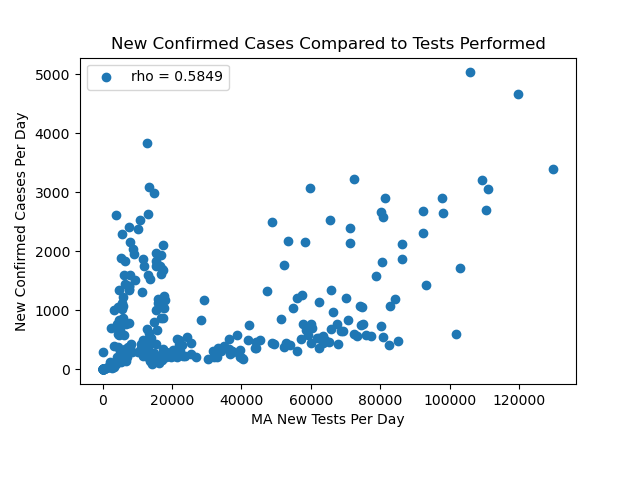 New Confirmed Cases Compared to Tests Performed
rho = 0.5849
New Confirmed Caeses Per Day
5000
4000
3000
2000
1000
0
0 20000 40000 60000 80000 100000 120000
MA New Tests Per Day